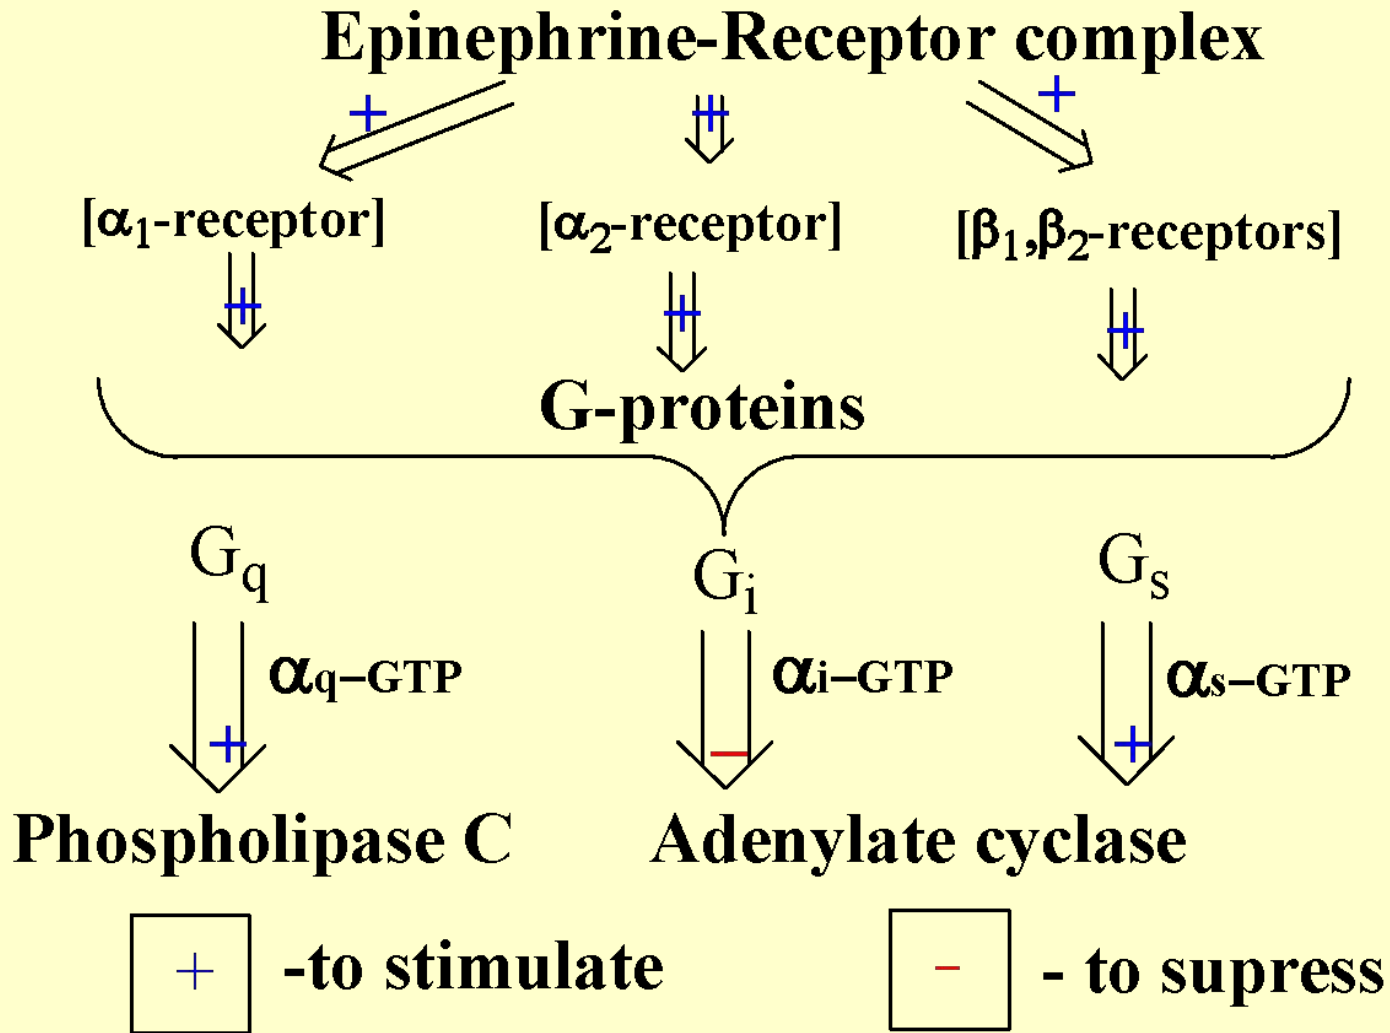 Epinephrine-Receptor complex
+ + +
[α₁-receptor] [α₂-receptor] [β₁,β₂-receptors]
+ + +
G-proteins
Gq Gi Gs
αq–GTP αi–GTP αs–GTP
+ – +
Phospholipase C Adenylate cyclase
+ -to stimulate - - to supress